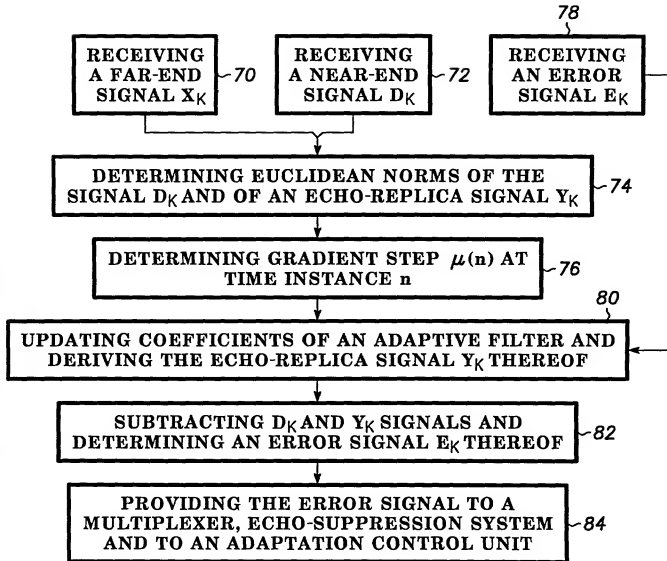 78
RECEIVING
A FAR-END
SIGNAL XK
70
RECEIVING
A NEAR-END
SIGNAL DK
72
RECEIVING
AN ERROR
SIGNAL EK
DETERMINING EUCLIDEAN NORMS OF THE
SIGNAL DK AND OF AN ECHO-REPLICA SIGNAL YK
74
DETERMINING GRADIENT STEP μ(n) AT
TIME INSTANCE n
76
80
UPDATING COEFFICIENTS OF AN ADAPTIVE FILTER AND
DERIVING THE ECHO-REPLICA SIGNAL YK THEREOF
SUBTRACTING DK AND YK SIGNALS AND
DETERMINING AN ERROR SIGNAL EK THEREOF
82
PROVIDING THE ERROR SIGNAL TO A
MULTIPLEXER, ECHO-SUPPRESSION SYSTEM
AND TO AN ADAPTATION CONTROL UNIT
84